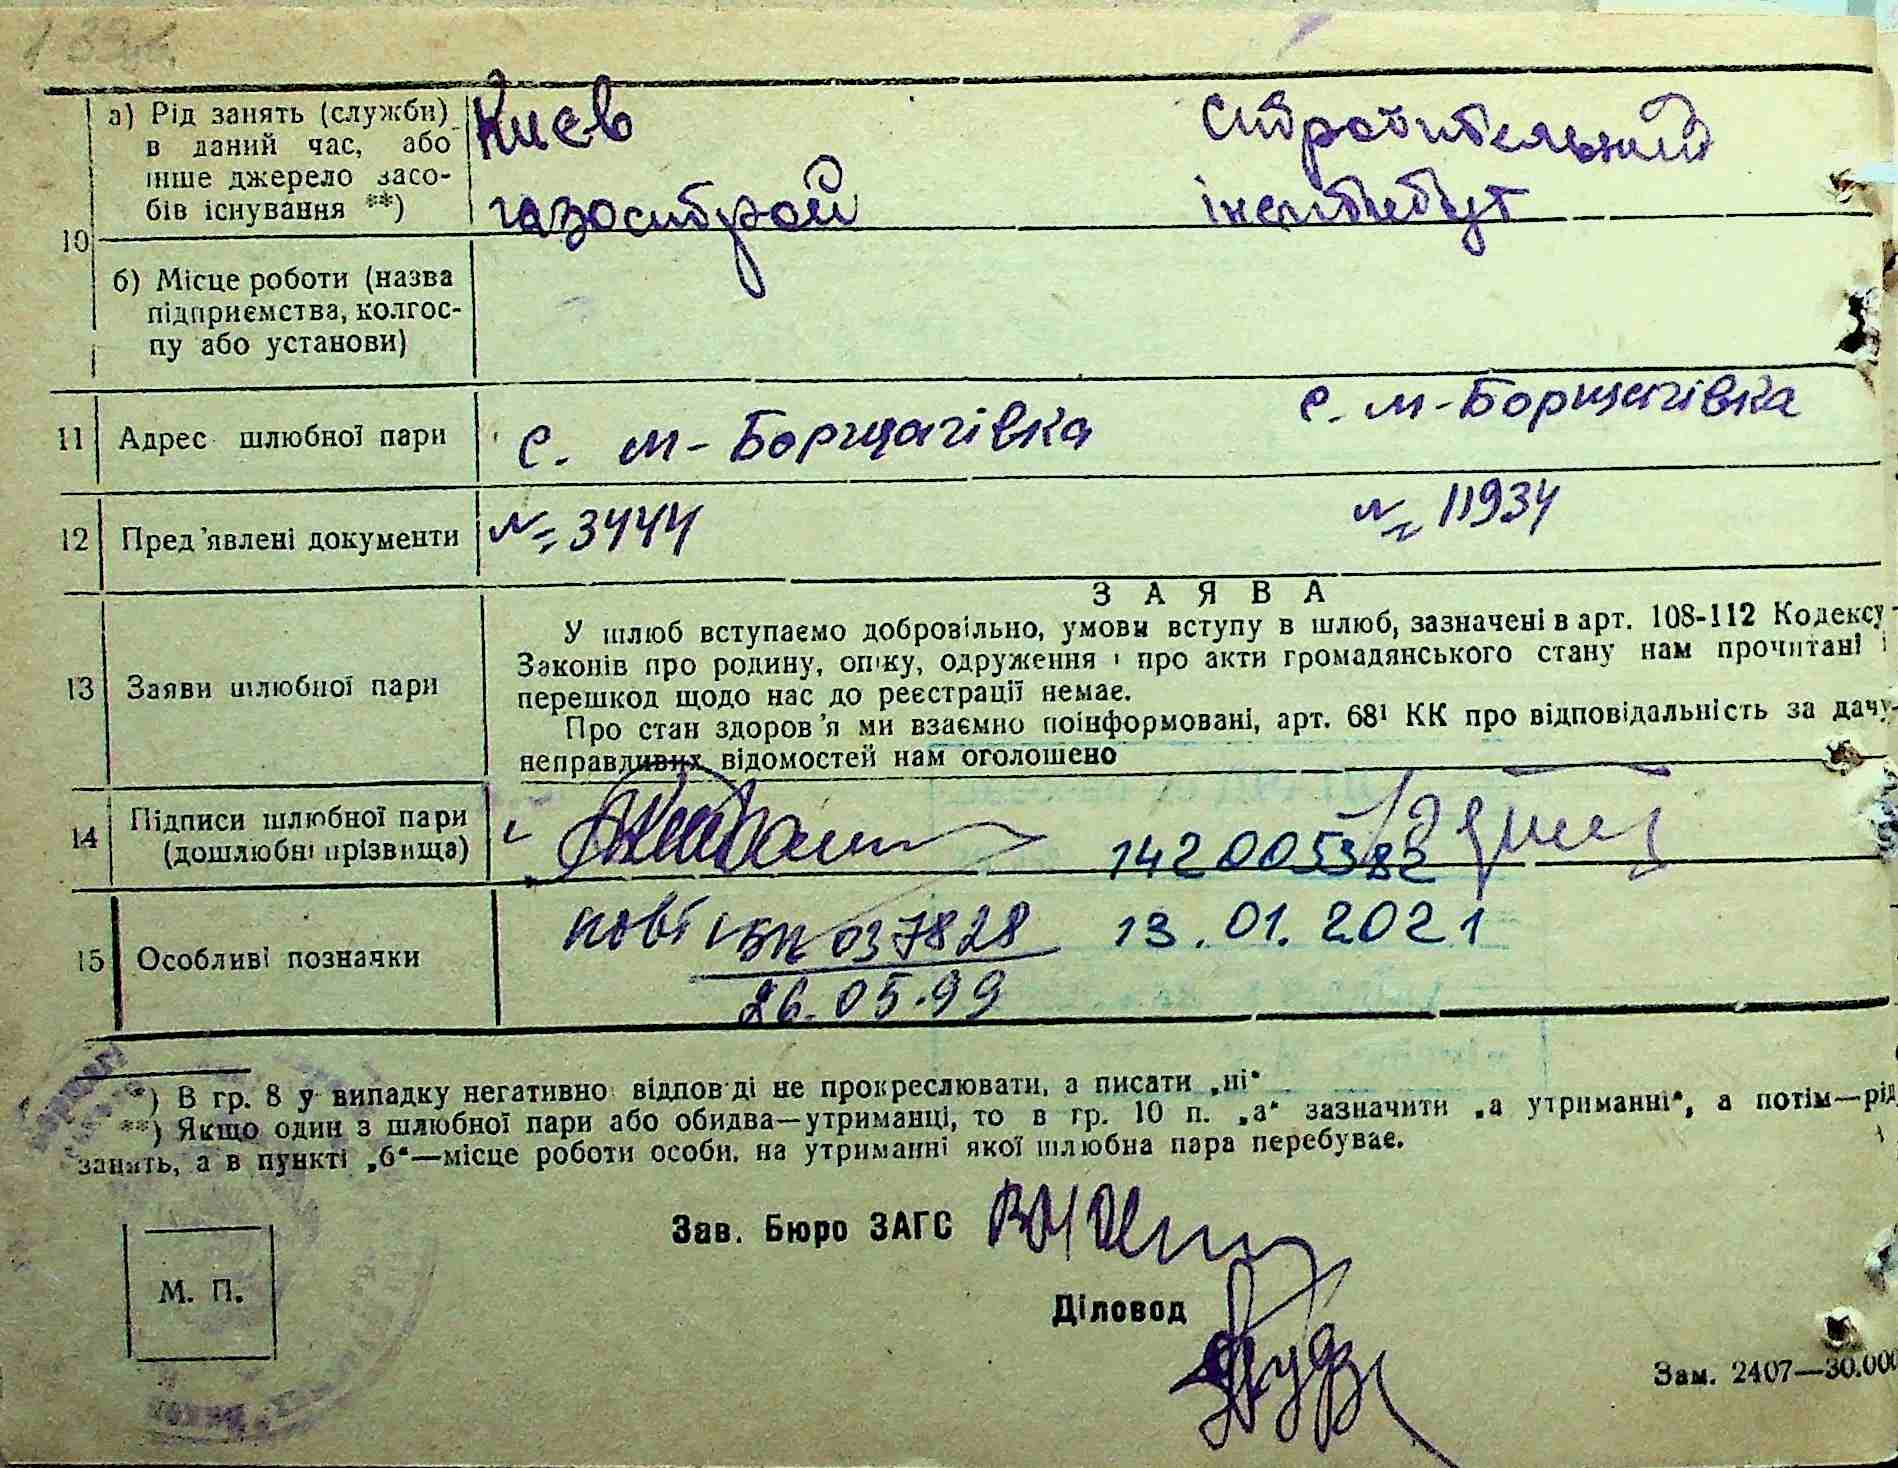 а) Рід занять (служби) в даний час, або інше джерело засобів існування **)
Киев
газострой
Строительний
інститут
10
б) Місце роботи (назва підприємства, колгоспу або установи)
11 Адрес шлюбної пари
с. М-Борщагівка
с. М-Борщагівка
12 Пред'явлені документи
№ 3444
№ 11934
13 Заяви шлюбної пари
ЗАЯВА
У шлюб вступаємо добровільно, умови вступу в шлюб, зазначені в арт. 108-112 Кодексу
Законів про родину, опіку, одруження і про акти громадянського стану нам прочитані і
перешкод щодо нас до реєстрації немає.
Про стан здоров'я ми взаємно поінформовані, арт. 68¹ КК про відповідальність за дачу
неправдивих відомостей нам оголошено
14 Підписи шлюбної пари
(дошлюбні прізвища)
142005382
15 Особливі позначки
повт ІБК 037828
26.05.99
13.01.2021
*) В гр. 8 у випадку негативної відповіді не прокреслювати, а писати „ні“
**) Якщо один з шлюбної пари або обидва—утриманці, то в гр. 10 п. „а“ зазначити „а утриманні“, а потім—рід
занять, а в пункті „б“—місце роботи особи, на утриманні якої шлюбна пара перебуває.
Зав. Бюро ЗАГС
М. П.
Діловод
Зам. 2407—30.000